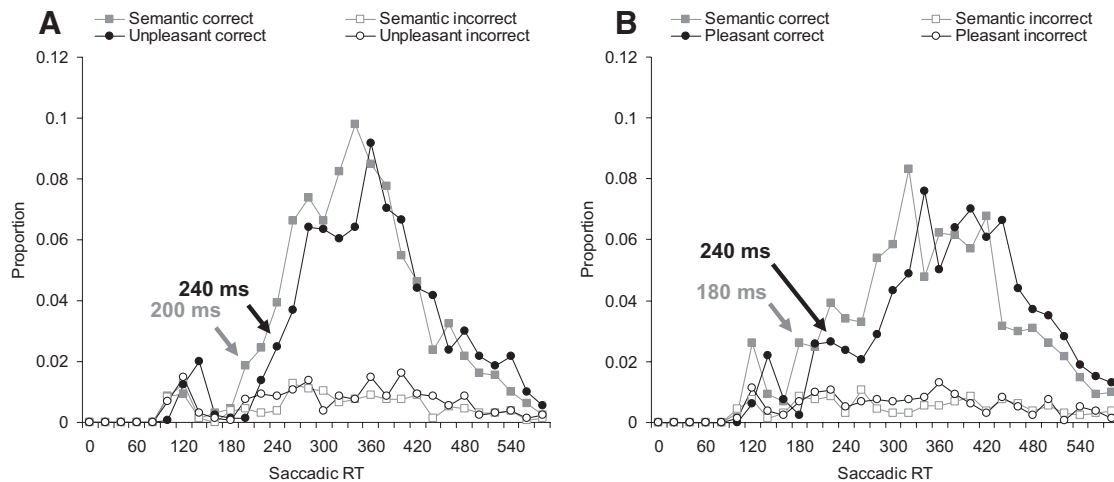 A
Semantic correct
Semantic incorrect
Unpleasant correct
Unpleasant incorrect
0.12
0.1
0.08
0.06
0.04
0.02
0
Proportion
240 ms
200 ms
0 60 120 180 240 300 360 420 480 540
Saccadic RT
B
Semantic correct
Semantic incorrect
Pleasant correct
Pleasant incorrect
0.12
0.1
0.08
0.06
0.04
0.02
0
Proportion
240 ms
180 ms
0 60 120 180 240 300 360 420 480 540
Saccadic RT